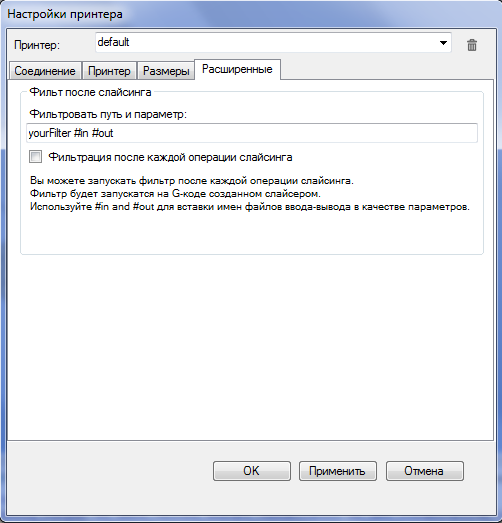 Настройки принтера
Принтер: default
Соединение Принтер Размеры Расширенные
Фильт после слайсинга
Фильтровать путь и параметр:
yourFilter #in #out
Фильтрация после каждой операции слайсинга
Вы можете запускать фильтр после каждой операции слайсинга.
Фильтр будет запускатся на G-коде созданном слайсером.
Используйте #in and #out для вставки имен файлов ввода-вывода в качестве параметров.
OK Применить Отмена